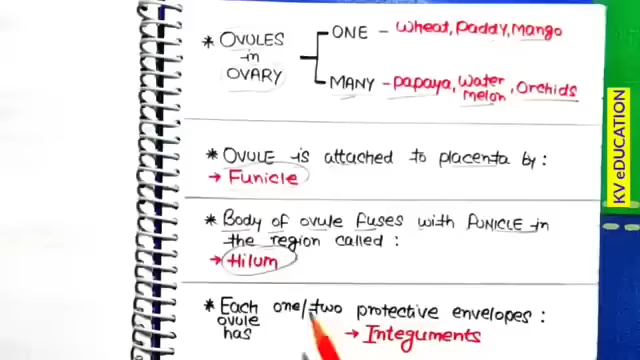 * OVULES in OVARY
ONE - Wheat, Paddy, Mango
MANY - Papaya, Water melon, Orchids
* OVULE is attached to placenta by :
→ Funicle
* Body of ovule fuses with FUNICLE in
the region called :
→ Hilum
* Each ovule has one/two protective envelopes :
→ Integuments
KV eDUCATION